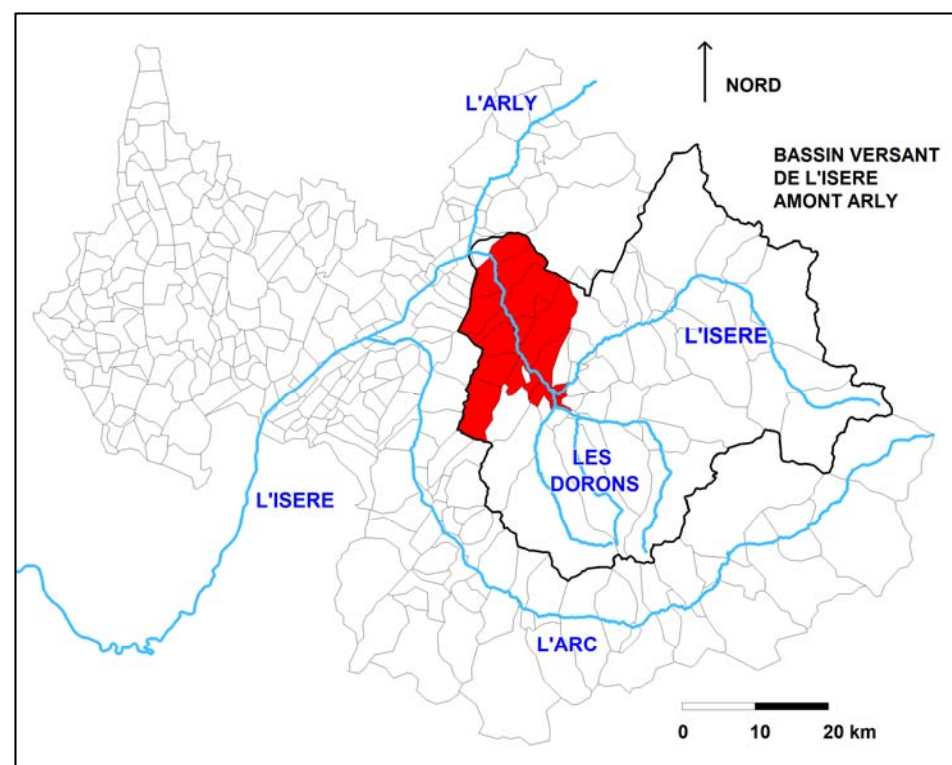 L'ARLY
NORD
BASSIN VERSANT
DE L'ISERE
AMONT ARLY
L'ISERE
LES
DORONS
L'ISERE
L'ARC
0 10 20 km